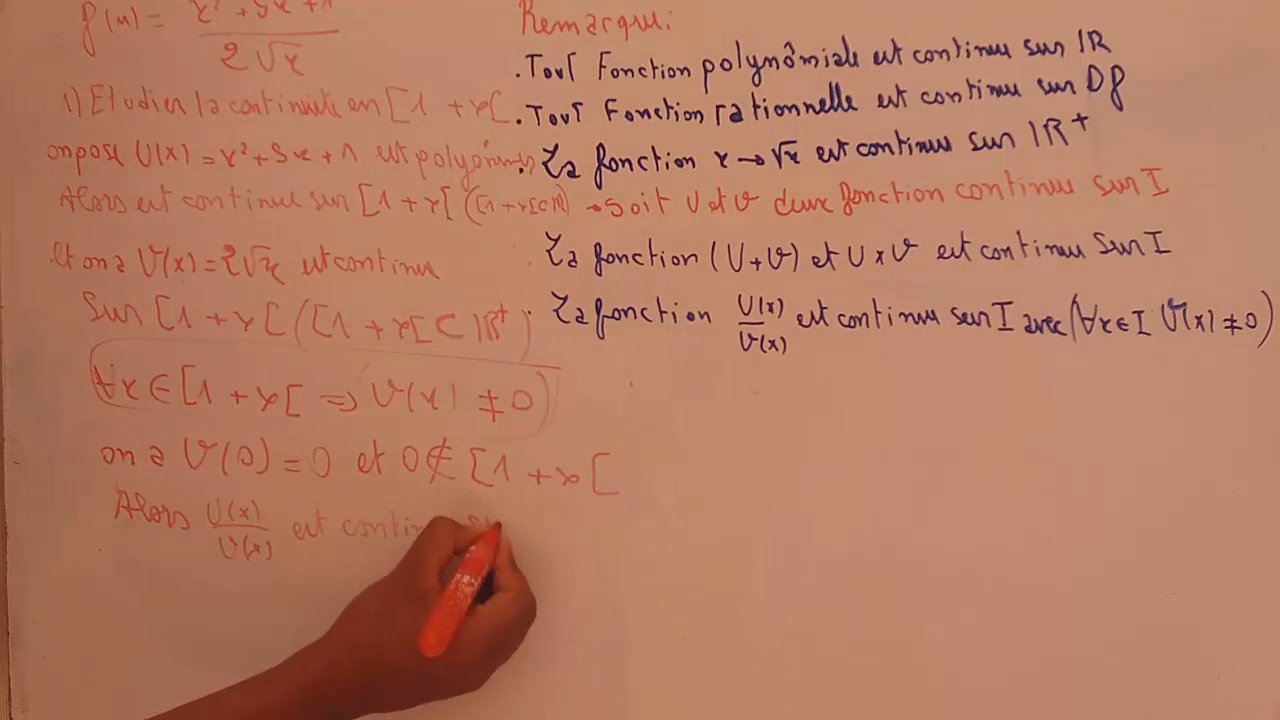 f(x) = x² + 3x + 1
2√x
1) Etudier la continuite en [1 +∞[
on pose U(x) = x² + 3x + 1 est polynôme
Alors est continue sur [1 +∞[ ([1 +∞[ ⊂ IR)
Et on a V(x) = 2√x est continue
Sur [1 +∞[ ([1 +∞[ ⊂ IR⁺)
∀x ∈ [1 +∞[ ⇒ V(x) ≠ 0)
on a V(0) = 0 et 0 ∉ [1 +∞[
Alors U(x)/V(x) est contin
Remarque:
. Tout Fonction polynômiale est continue sur IR
. Tout Fonction rationnelle est continue sur Df
. La fonction x → √x est continue sur IR⁺
→ Soit U et V deux fonction continue sur I
La fonction (U+V) et U×V est continue sur I
. La fonction U(x)/V(x) est continue sur I avec (∀x ∈ I V(x) ≠ 0)